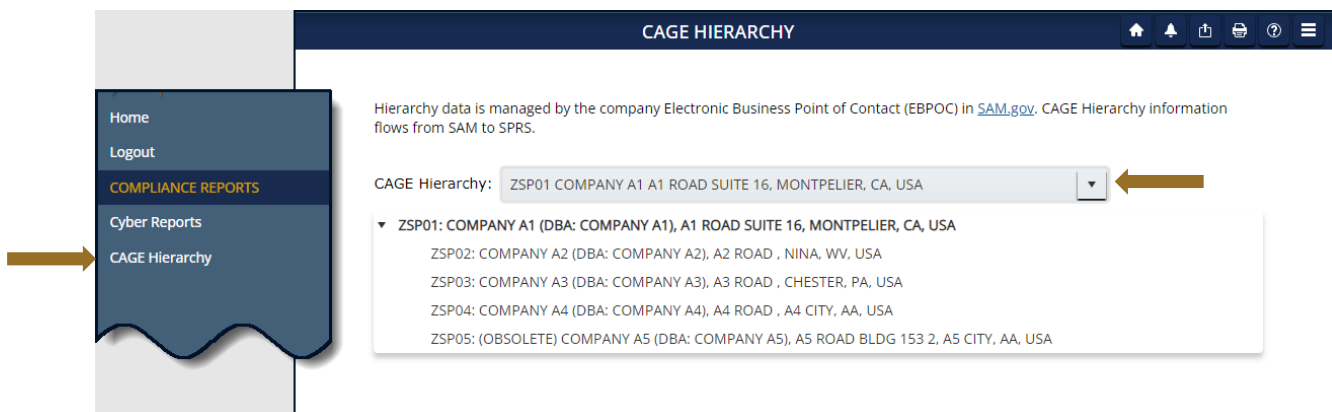 CAGE HIERARCHY
Home
Logout
COMPLIANCE REPORTS
Cyber Reports
CAGE Hierarchy
Hierarchy data is managed by the company Electronic Business Point of Contact (EBPOC) in SAM.gov. CAGE Hierarchy information
flows from SAM to SPRS.
CAGE Hierarchy: ZSP01 COMPANY A1 A1 ROAD SUITE 16, MONTPELIER, CA, USA
ZSP01: COMPANY A1 (DBA: COMPANY A1), A1 ROAD SUITE 16, MONTPELIER, CA, USA
ZSP02: COMPANY A2 (DBA: COMPANY A2), A2 ROAD , NINA, WV, USA
ZSP03: COMPANY A3 (DBA: COMPANY A3), A3 ROAD , CHESTER, PA, USA
ZSP04: COMPANY A4 (DBA: COMPANY A4), A4 ROAD , A4 CITY, AA, USA
ZSP05: (OBSOLETE) COMPANY A5 (DBA: COMPANY A5), A5 ROAD BLDG 153 2, A5 CITY, AA, USA